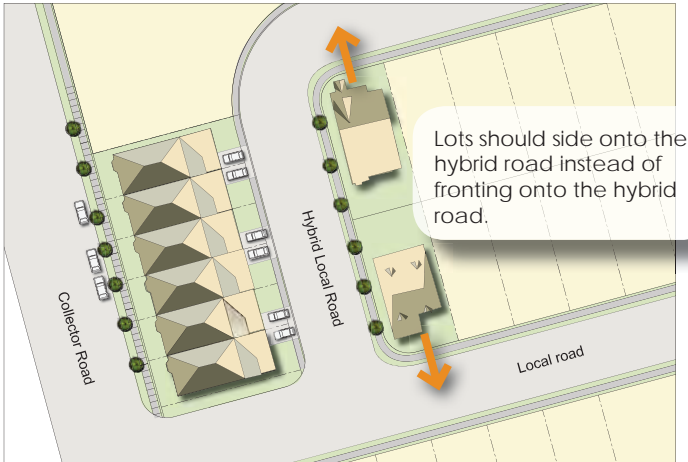 Lots should side onto the
hybrid road instead of
fronting onto the hybrid
road.
Hybrid Local Road
Collector Road
Local road